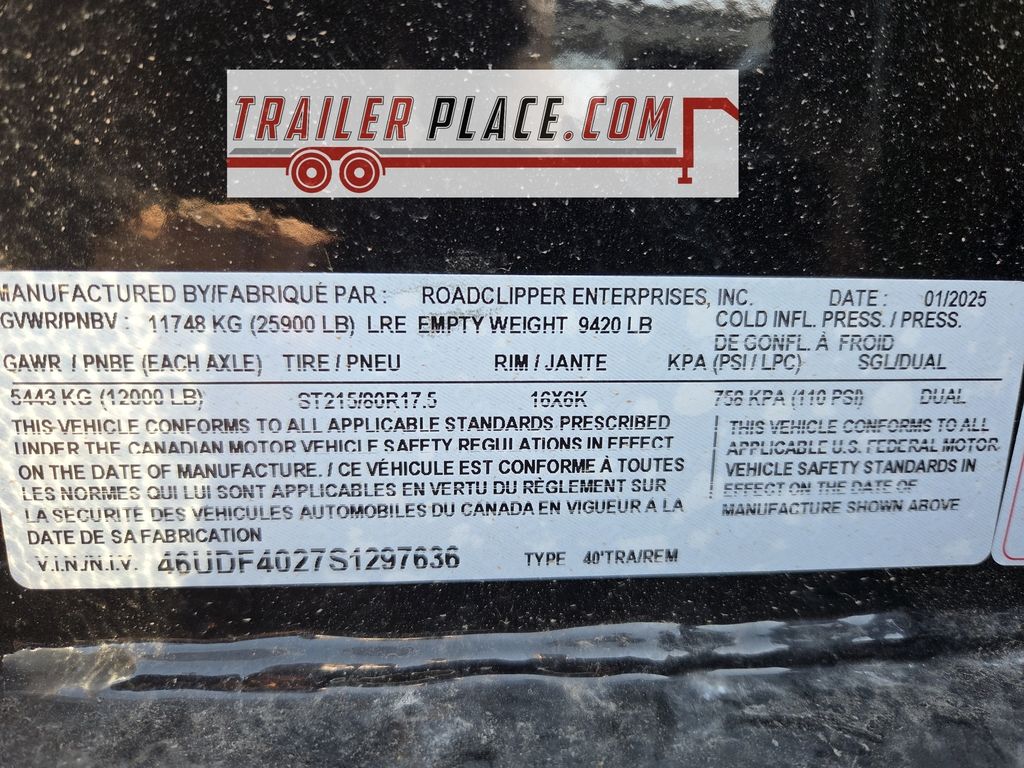 TRAILER PLACE.COM
MANUFACTURED BY/FABRIQUÉ PAR : ROADCLIPPER ENTERPRISES, INC. DATE : 01/2025
GVWR/PNBV : 11748 KG (25900 LB) LRE EMPTY WEIGHT 9420 LB COLD INFL. PRESS. / PRESS.
DE GONFL. À FROID
GAWR / PNBE (EACH AXLE) TIRE / PNEU RIM / JANTE KPA (PSI / LPC) SGL/DUAL
5443 KG (12000 LB) ST215/80R17.5 16X6K 758 KPA (110 PSI) DUAL
THIS VEHICLE CONFORMS TO ALL APPLICABLE STANDARDS PRESCRIBED
UNDER THE CANADIAN MOTOR VEHICLE SAFETY REGULATIONS IN EFFECT
ON THE DATE OF MANUFACTURE. / CE VÉHICULE EST CONFORME À TOUTES
LES NORMES QUI LUI SONT APPLICABLES EN VERTU DU RÈGLEMENT SUR
LA SECURITE DES VEHICULES AUTOMOBILES DU CANADA EN VIGUEUR À LA
DATE DE SA FABRICATION
THIS VEHICLE CONFORMS TO ALL
APPLICABLE U.S. FEDERAL MOTOR
VEHICLE SAFETY STANDARDS IN
EFFECT ON THE DATE OF
MANUFACTURE SHOWN ABOVE
V.I.N./N.I.V. 46UDF4027S1297636 TYPE 40'TRA/REM